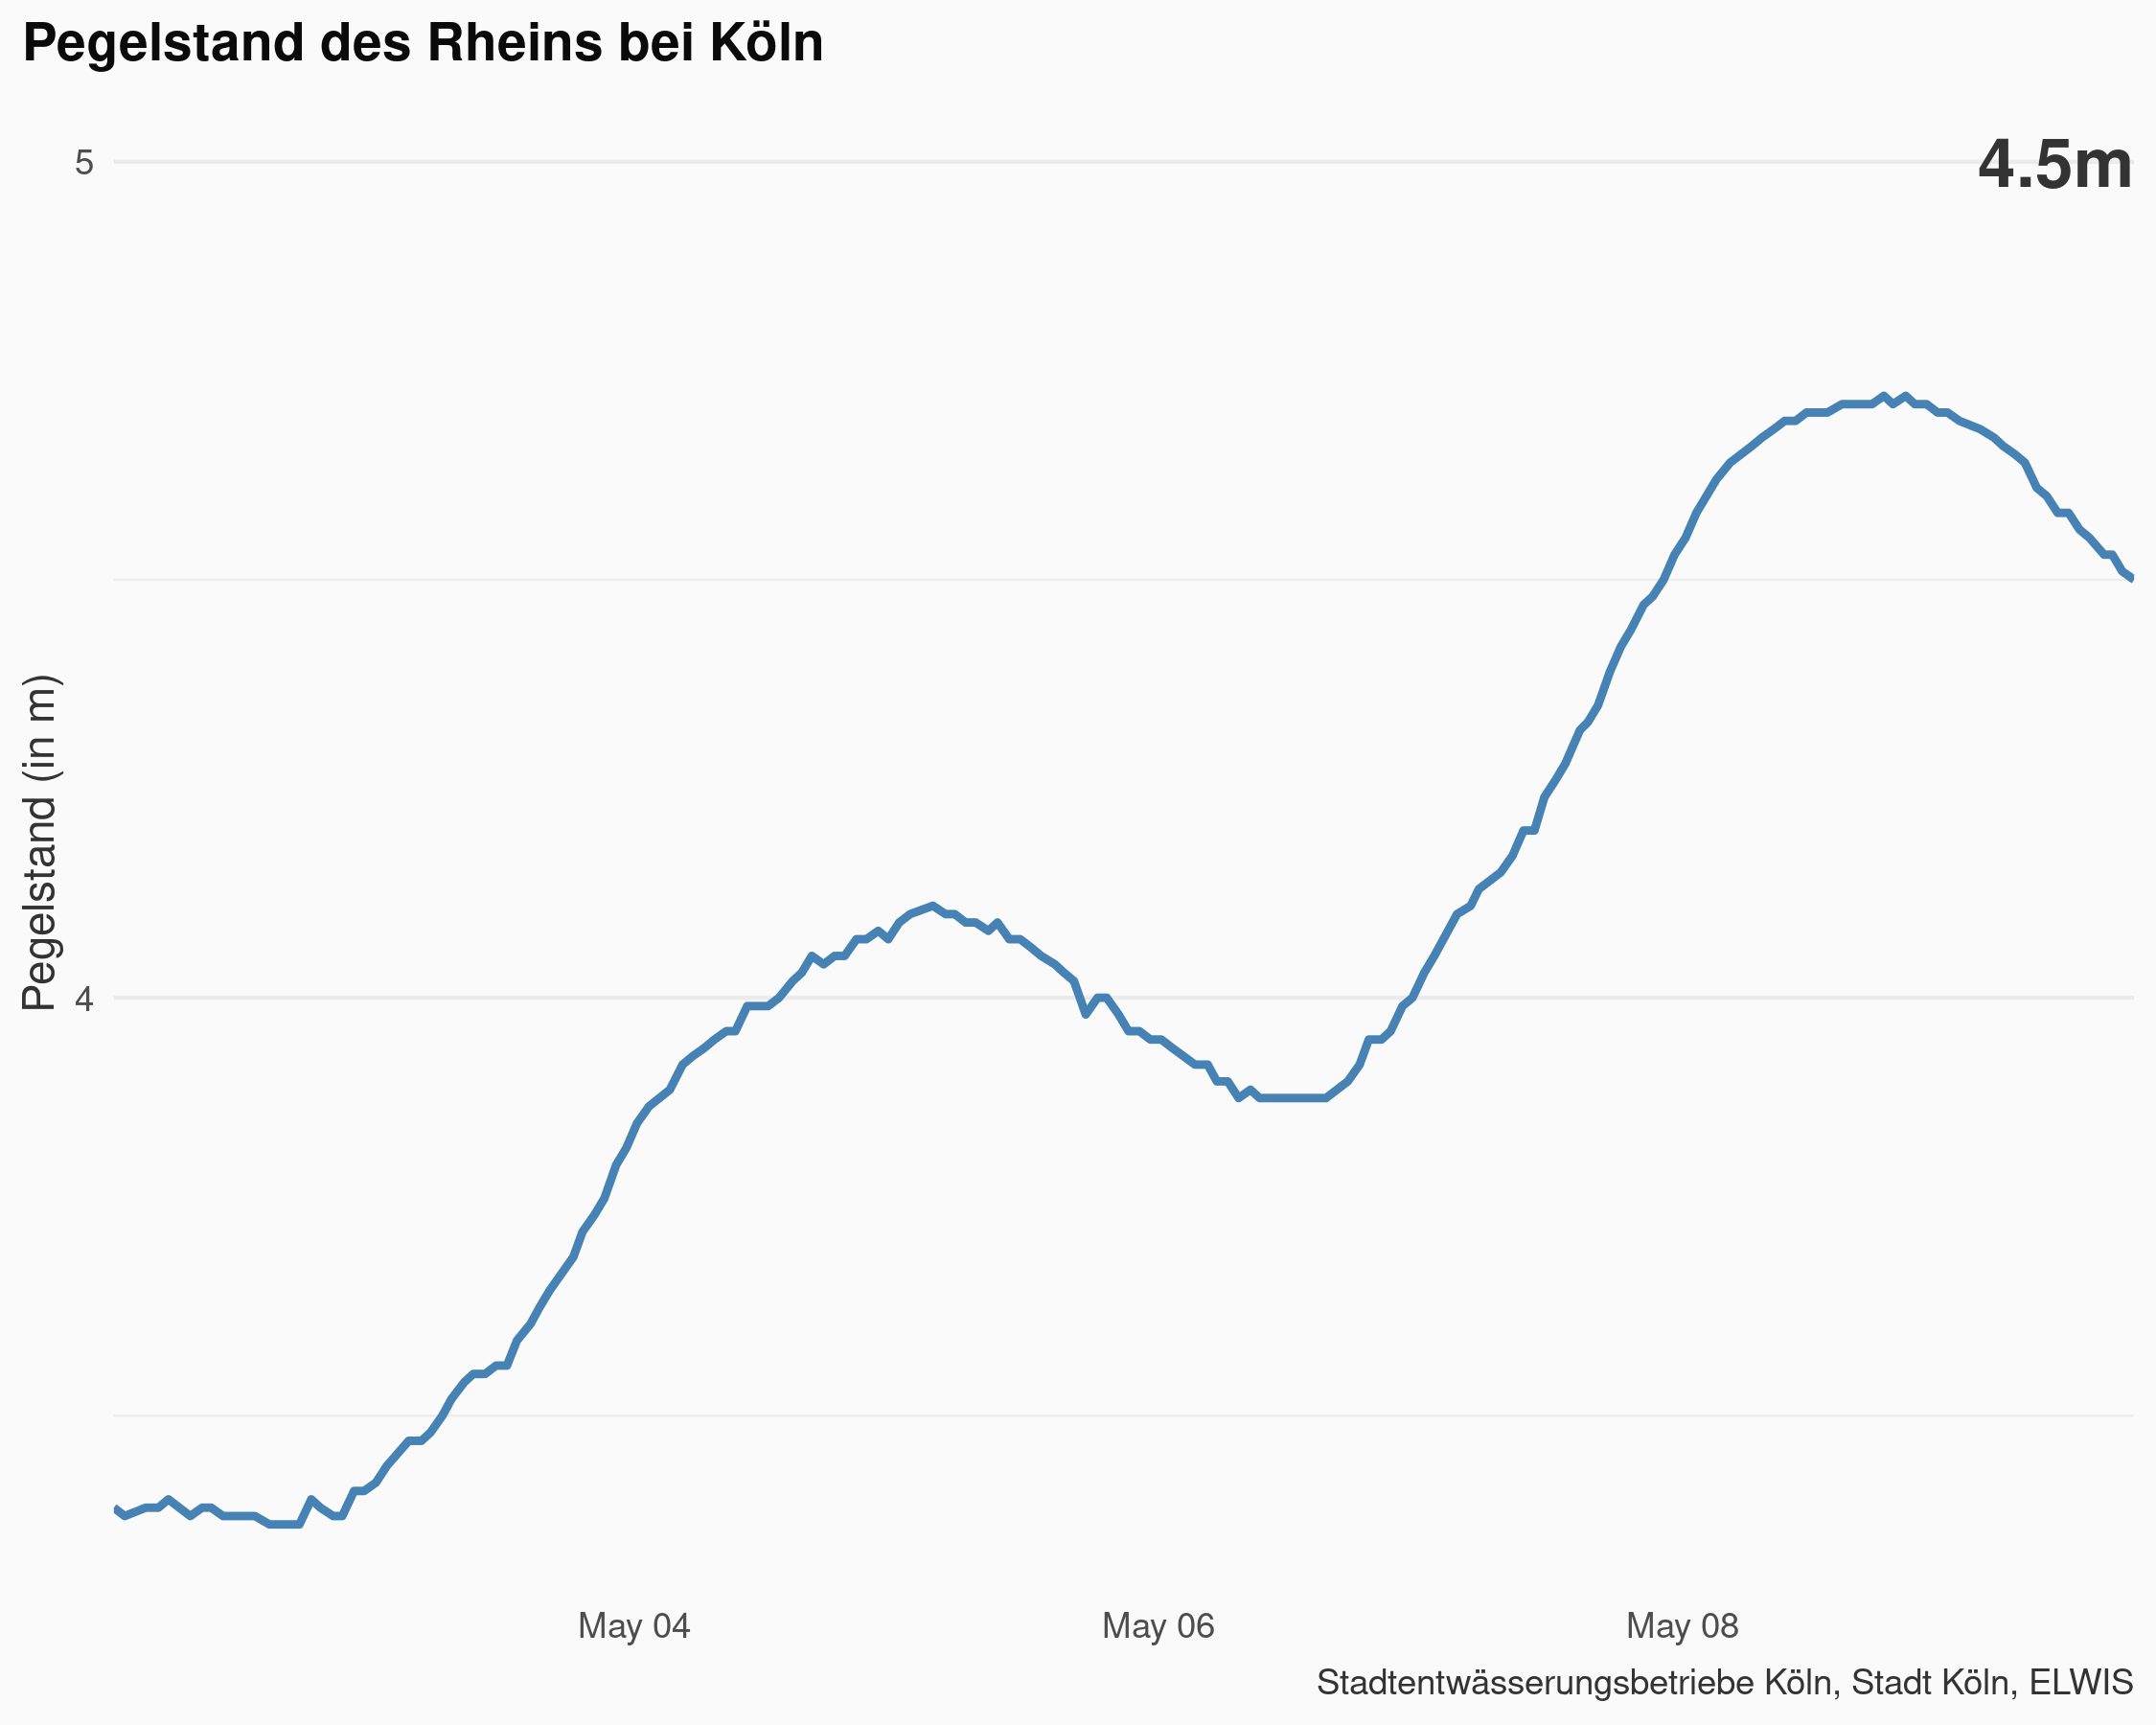 Pegelstand des Rheins bei Köln
5
4.5m
Pegelstand (in m)
4
May 04
May 06
May 08
Stadtentwässerungsbetriebe Köln, Stadt Köln, ELWIS